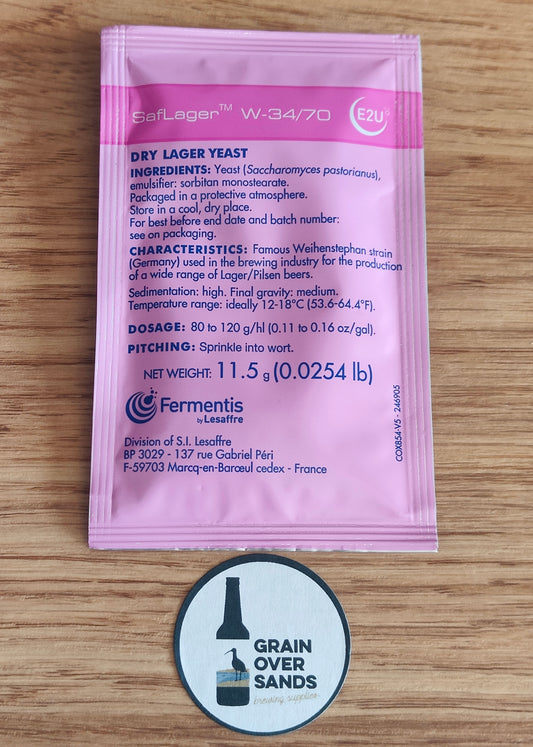 SafLager™ W-34/70 E2U
DRY LAGER YEAST
INGREDIENTS: Yeast (Saccharomyces pastorianus),
emulsifier: sorbitan monostearate.
Packaged in a protective atmosphere.
Store in a cool, dry place.
For best before end date and batch number:
see on packaging.
CHARACTERISTICS: Famous Weihenstephan strain
(Germany) used in the brewing industry for the production
of a wide range of Lager/Pilsen beers.
Sedimentation: high. Final gravity: medium.
Temperature range: ideally 12-18°C (53.6-64.4°F).
DOSAGE: 80 to 120 g/hl (0.11 to 0.16 oz/gal).
PITCHING: Sprinkle into wort.
NET WEIGHT: 11.5 g (0.0254 lb)
Fermentis
by Lesaffre
Division of S.I. Lesaffre
BP 3029 - 137 rue Gabriel Péri
F-59703 Marcq-en-Barœul cedex - France
COX854-V5 - 246905
GRAIN
OVER
SANDS
brewing supplies